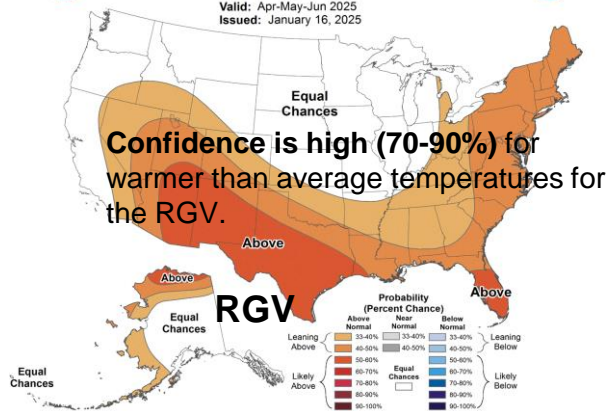 Valid: Apr-May-Jun 2025
Issued: January 16, 2025
Equal
Chances
Confidence is high (70-90%) for
warmer than average temperatures for
the RGV.
Above
Above
Equal
Chances
RGV
Above
Equal
Chances
Probability
(Percent Chance)
Above
Normal
Near
Normal
Below
Normal
Leaning
Above
33-40%
33-40%
33-40%
Leaning
Below
40-50%
40-50%
40-50%
Likely
Above
50-60%
Equal
Chances
50-60%
Likely
Below
60-70%
60-70%
70-80%
70-80%
80-90%
80-90%
90-100%
90-100%